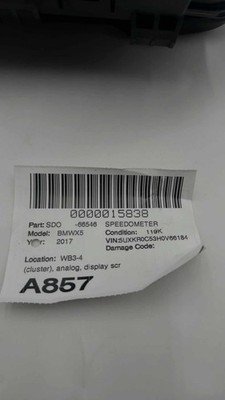 0000015838
Part: SDO -66546 SPEEDOMETER
Model: BMWX5 Condition: 119K
Year: 2017 VIN:5UXKR0C53H0V66184
Damage Code:
Location: WB3-4
(cluster), analog, display scr
A857